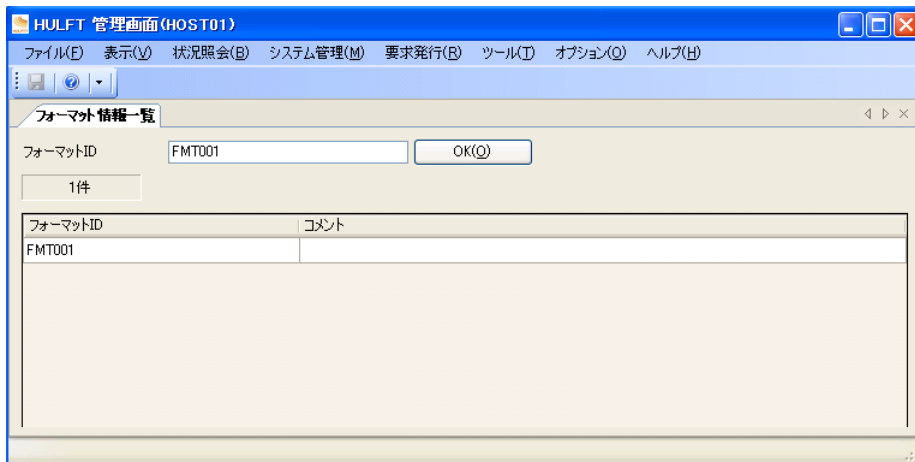 HULFT 管理画面(HOST01)
ファイル(F) 表示(V) 状況照会(B) システム管理(M) 要求発行(R) ツール(T) オプション(O) ヘルプ(H)
フォーマット情報一覧
フォーマットID FMT001 OK(O)
1件
フォーマットID コメント
FMT001